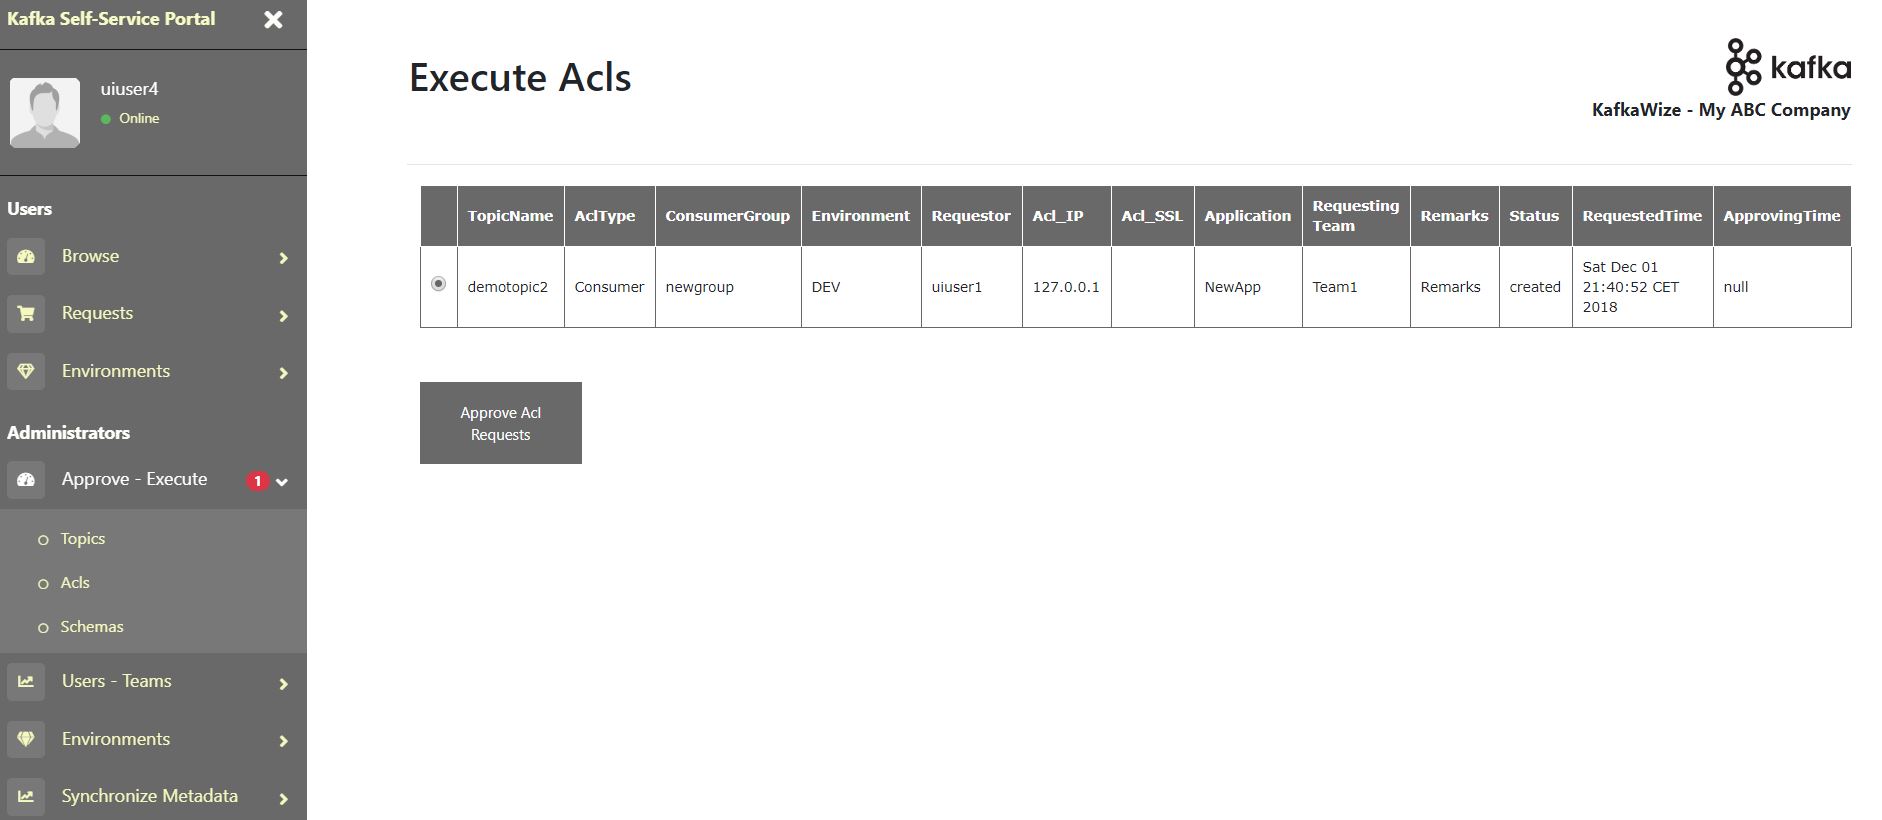 Kafka Self-Service Portal
uiuser4
Online
Users
Browse
Requests
Environments
Administrators
Approve - Execute 1
Topics
Acls
Schemas
Users - Teams
Environments
Synchronize Metadata
Execute Acls
kafka
KafkaWize - My ABC Company
TopicName AclType ConsumerGroup Environment Requestor Acl_IP Acl_SSL Application Requesting Team Remarks Status RequestedTime ApprovingTime
demotopic2 Consumer newgroup DEV uiuser1 127.0.0.1 NewApp Team1 Remarks created Sat Dec 01 21:40:52 CET 2018 null
Approve Acl
Requests